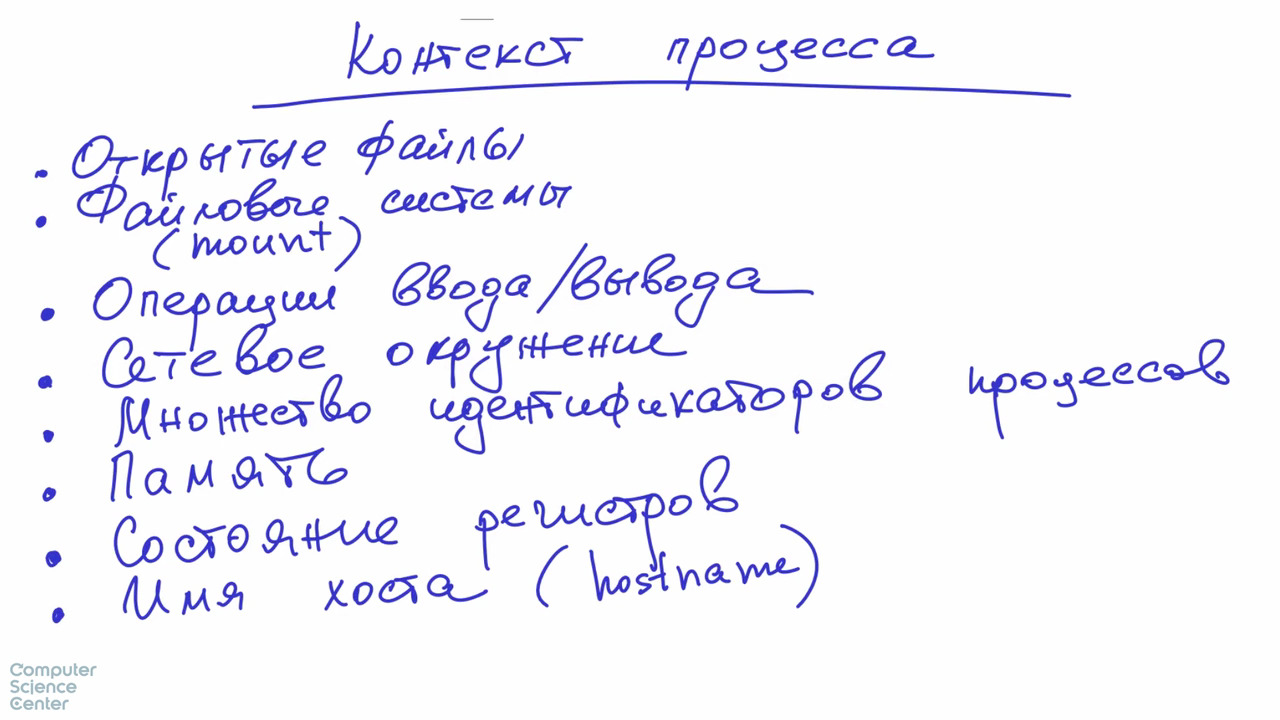 Контекст процесса
• Открытые файлы
• Файловые системы
(mount)
• Операции ввода/вывода
• Сетевое окружение
• Множество идентификаторов процессов
• Память
• Состояние регистров
• Имя хоста (hostname)
Computer
Science
Center